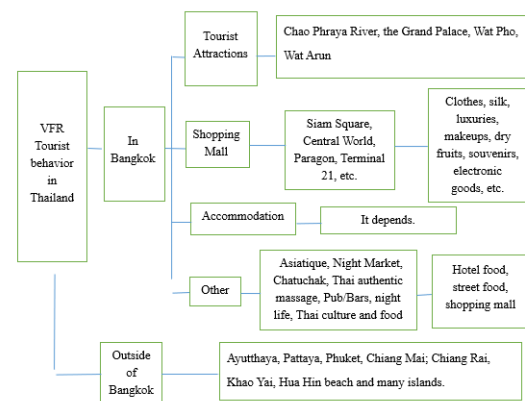 Tourist
Attractions
Chao Phraya River, the Grand Palace, Wat Pho,
Wat Arun
VFR
Tourist
behavior
in
Thailand
In
Bangkok
Shopping
Mall
Siam Square,
Central World,
Paragon, Terminal
21, etc.
Clothes, silk,
luxuries,
makeups, dry
fruits, souvenirs,
electronic
goods, etc.
Accommodation
It depends.
Other
Asiatique, Night Market,
Chatuchak, Thai authentic
massage, Pub/Bars, night
life, Thai culture and food
Hotel food,
street food,
shopping mall
Outside
of
Bangkok
Ayutthaya, Pattaya, Phuket, Chiang Mai; Chiang Rai,
Khao Yai, Hua Hin beach and many islands.